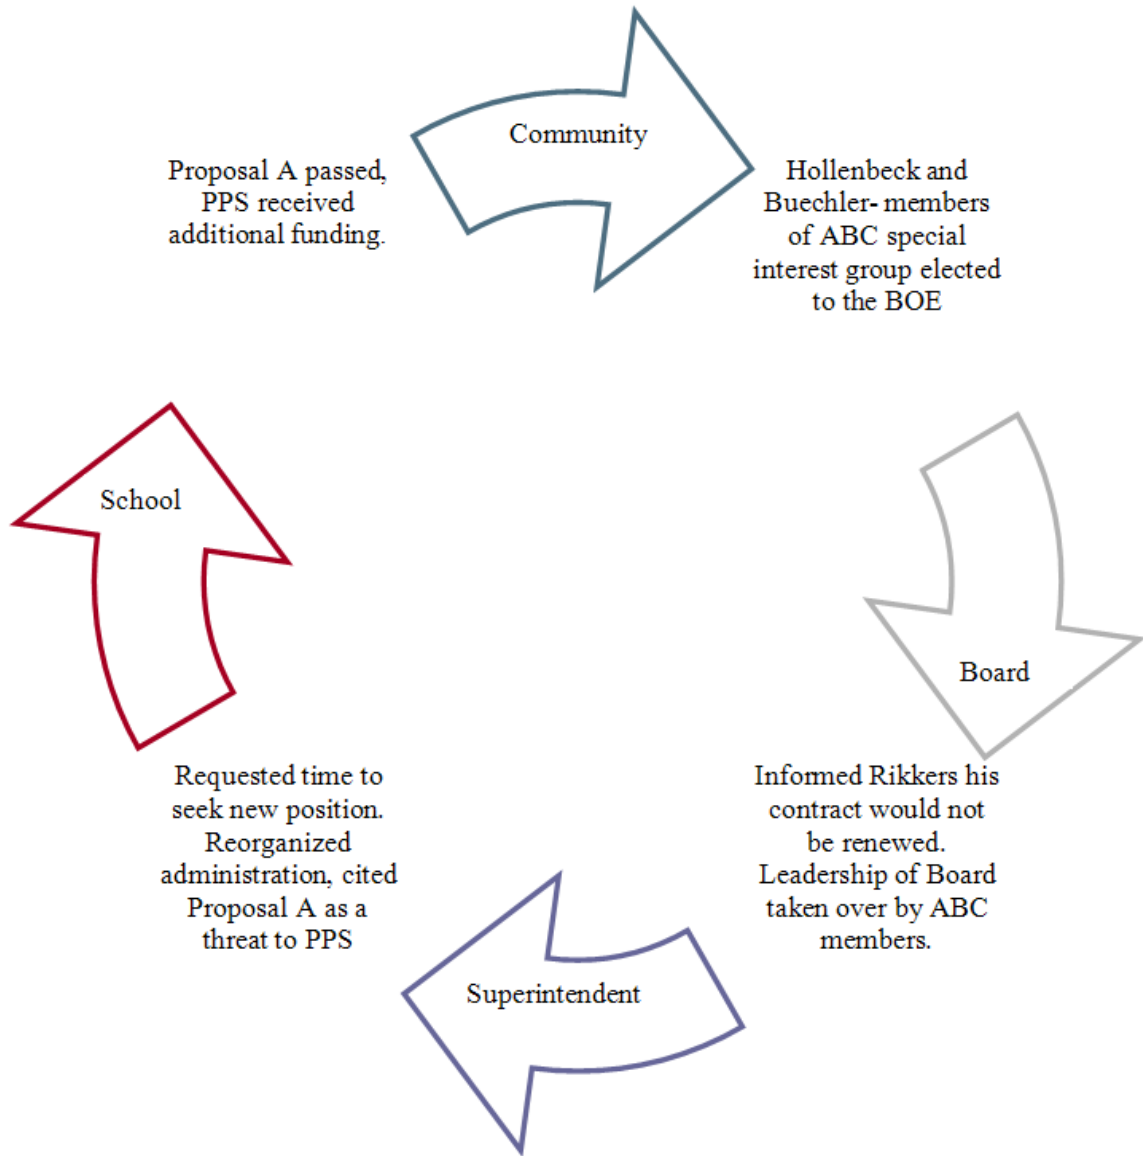 Community
Proposal A passed,
PPS received
additional funding.
Hollenbeck and
Buechler- members
of ABC special
interest group elected
to the BOE
School
Board
Requested time to
seek new position.
Reorganized
administration, cited
Proposal A as a
threat to PPS
Informed Rikkers his
contract would not
be renewed.
Leadership of Board
taken over by ABC
members.
Superintendent